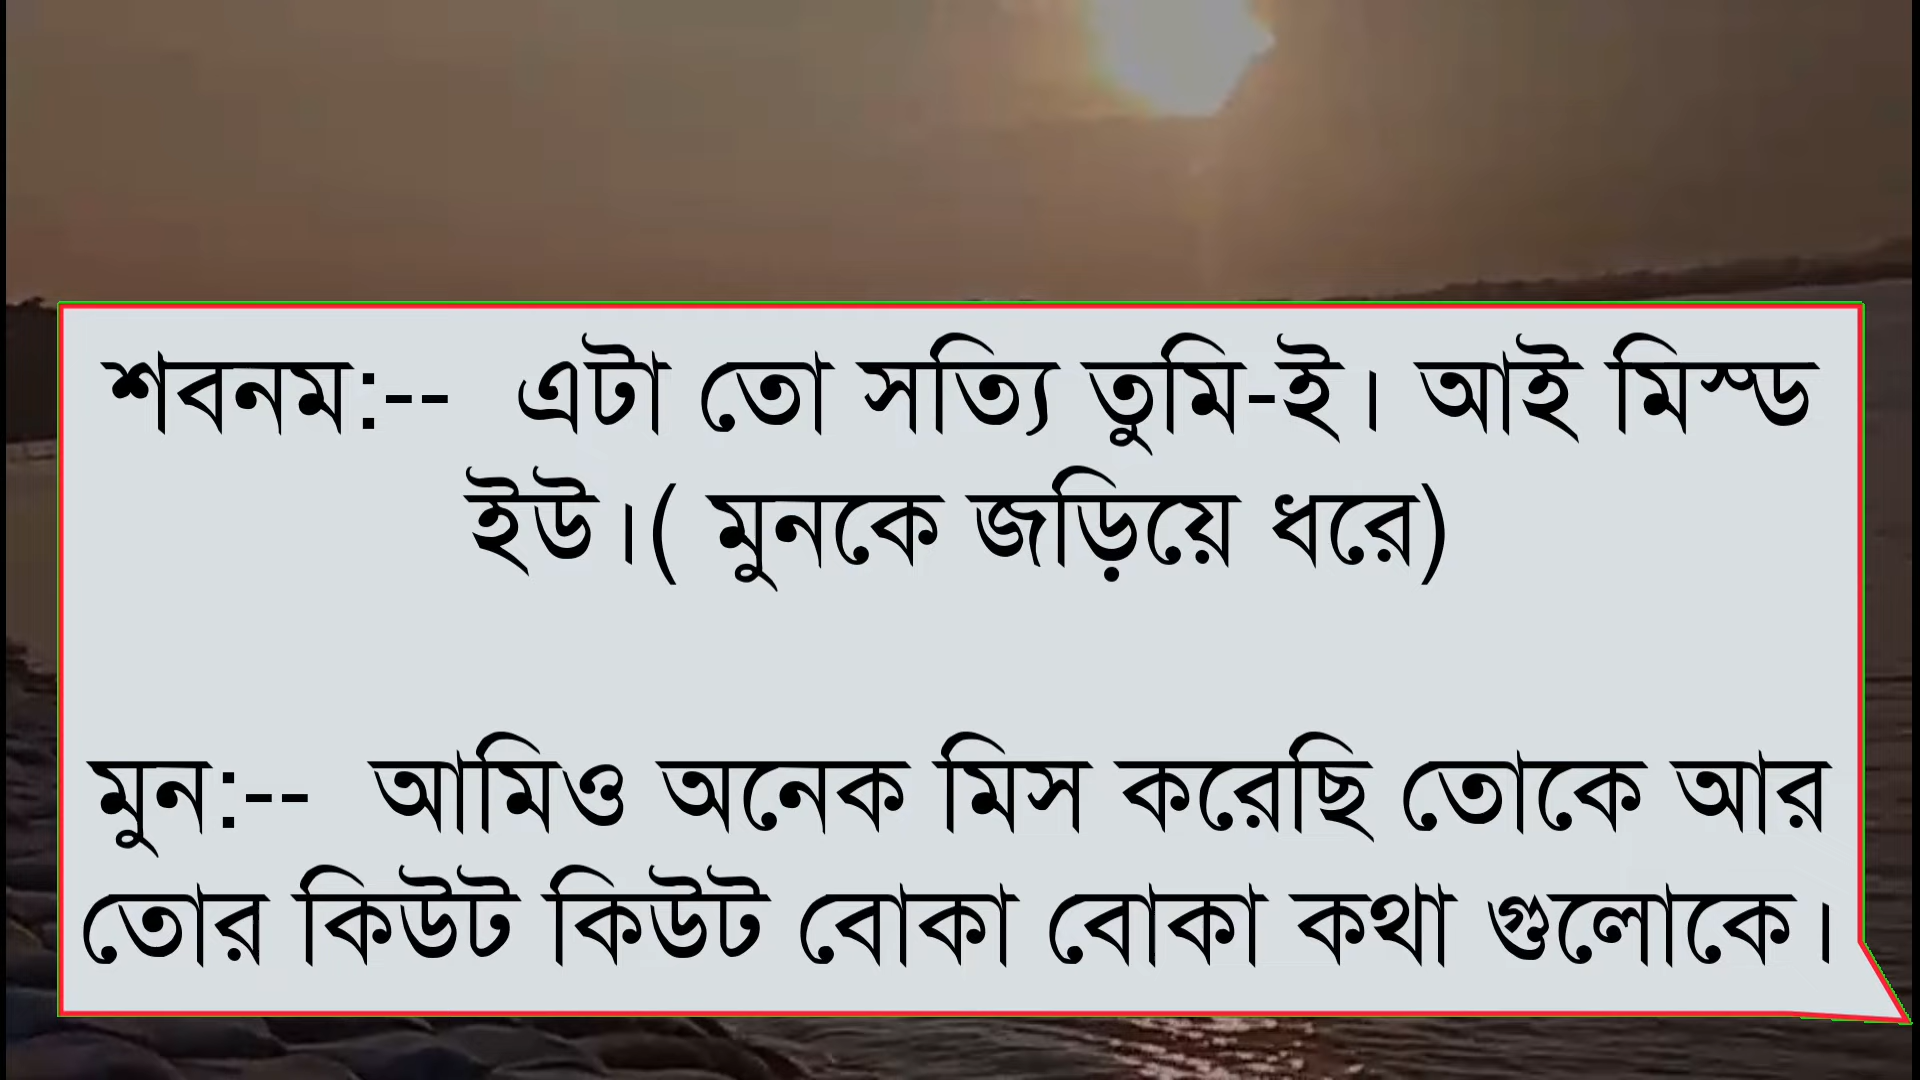 শবনম:--  এটা তো সত্যি তুমি-ই। আই মিস্ড
ইউ।( মুনকে জড়িয়ে ধরে)
মুন:--  আমিও অনেক মিস করেছি তোকে আর
তোর কিউট কিউট বোকা বোকা কথা গুলোকে।